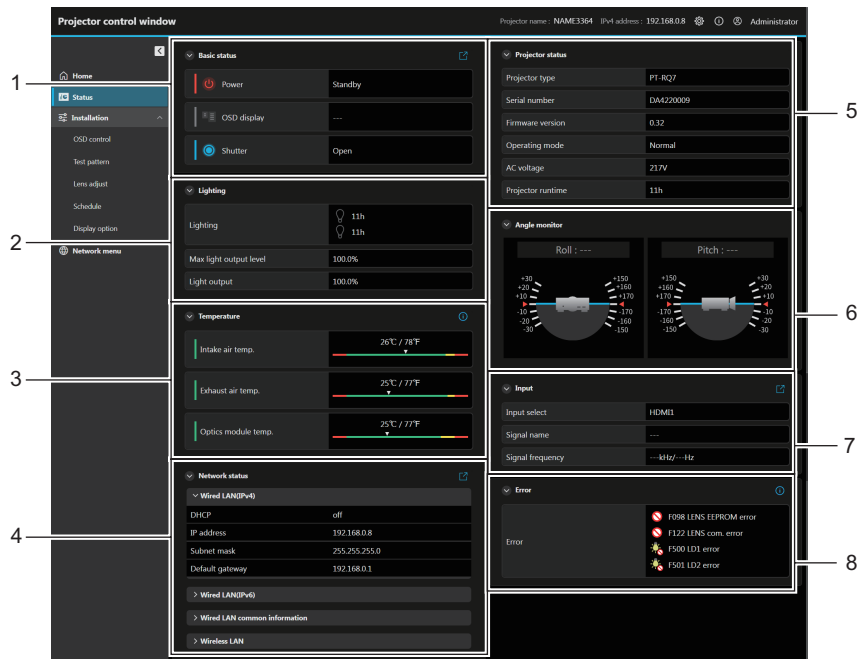 Projector control window
Projector name : NAME3364 IPv4 address : 192.168.0.8 Administrator
Home
Status
Installation
OSD control
Test pattern
Lens adjust
Schedule
Display option
Network menu
1
Basic status
Power Standby
OSD display ---
Shutter Open
2
Lighting
Lighting 11h
11h
Max light output level 100.0%
Light output 100.0%
3
Temperature
Intake air temp. 26℃ / 78℉
Exhaust air temp. 25℃ / 77℉
Optics module temp. 25℃ / 77℉
4
Network status
Wired LAN(IPv4)
DHCP off
IP address 192.168.0.8
Subnet mask 255.255.255.0
Default gateway 192.168.0.1
Wired LAN(IPv6)
Wired LAN common information
Wireless LAN
5
Projector status
Projector type PT-RQ7
Serial number DA4220009
Firmware version 0.32
Operating mode Normal
AC voltage 217V
Projector runtime 11h
6
Angle monitor
Roll : --- Pitch : ---
+30 +150 +150 +30
+20 +160 +160 +20
+10 +170 +170 +10
-10 -170 -170 -10
-20 -160 -160 -20
-30 -150 -150 -30
7
Input
Input select HDMI1
Signal name ---
Signal frequency ---kHz/---Hz
8
Error
Error F098 LENS EEPROM error
F122 LENS com. error
F500 LD1 error
F501 LD2 error